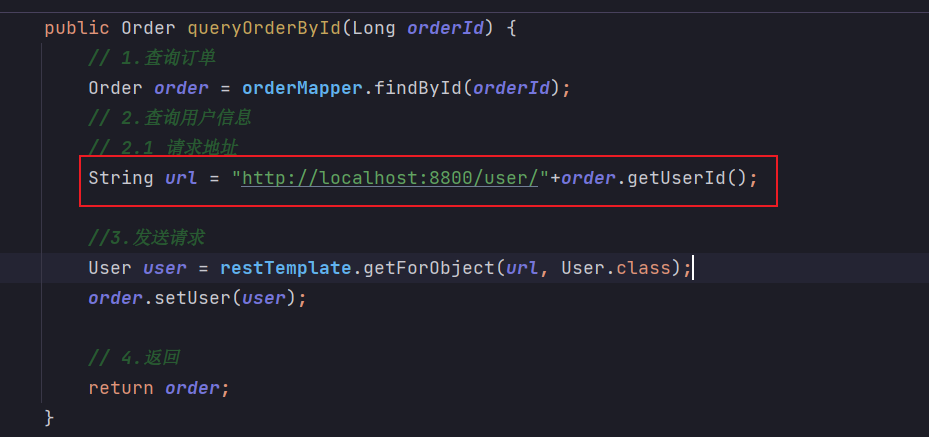 public Order queryOrderById(Long orderId) {
// 1.查询订单
Order order = orderMapper.findById(orderId);
// 2.查询用户信息
// 2.1 请求地址
String url = "http://localhost:8800/user/"+order.getUserId();
//3.发送请求
User user = restTemplate.getForObject(url, User.class);
order.setUser(user);
// 4.返回
return order;
}